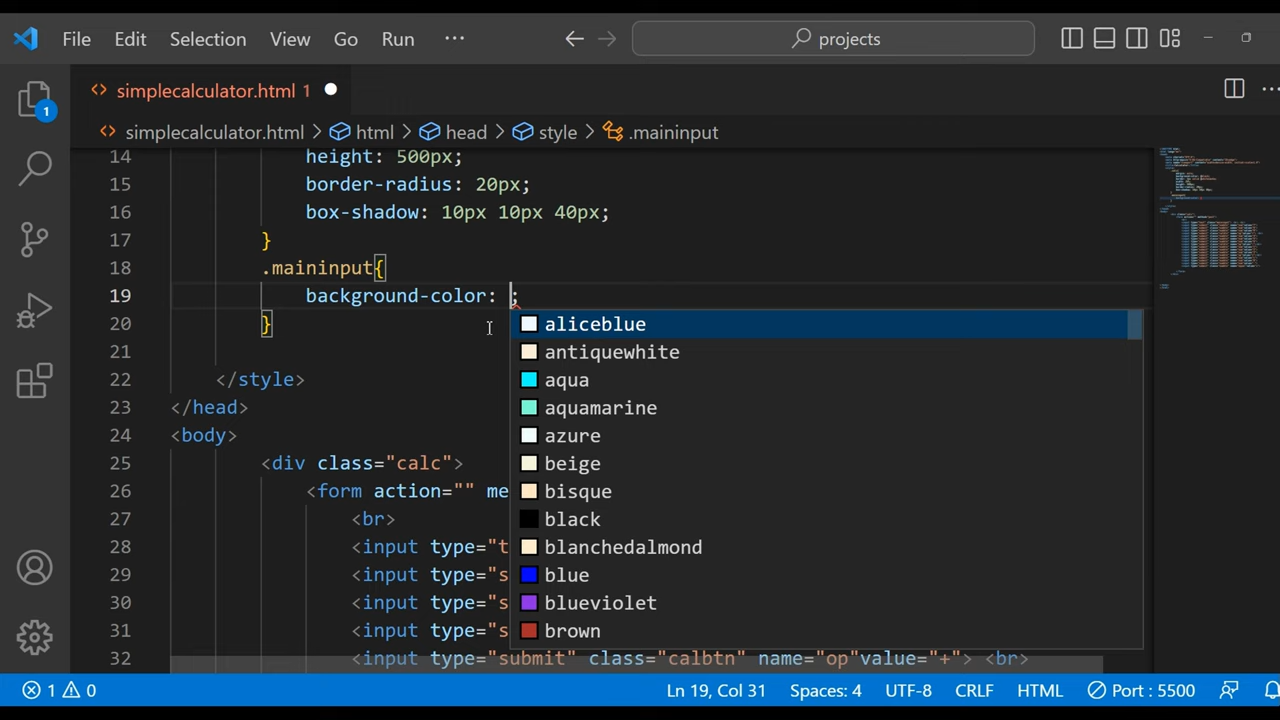 File Edit Selection View Go Run ··· projects
simplecalculator.html 1
simplecalculator.html > html > head > style > .maininput
1
14 height: 500px;
15 border-radius: 20px;
16 box-shadow: 10px 10px 40px;
17 }
18 .maininput{
19 background-color: ;
20 }
21
22 </style>
23 </head>
24 <body>
25 <div class="calc">
26 <form action="" me
27 <br>
28 <input type="t
29 <input type="s
30 <input type="s
31 <input type="s
32 <input type="submit" class="calbtn" name="op"value="+"> <br>
aliceblue
antiquewhite
aqua
aquamarine
azure
beige
bisque
black
blanchedalmond
blue
blueviolet
brown
1 0 Ln 19, Col 31 Spaces: 4 UTF-8 CRLF HTML Port : 5500